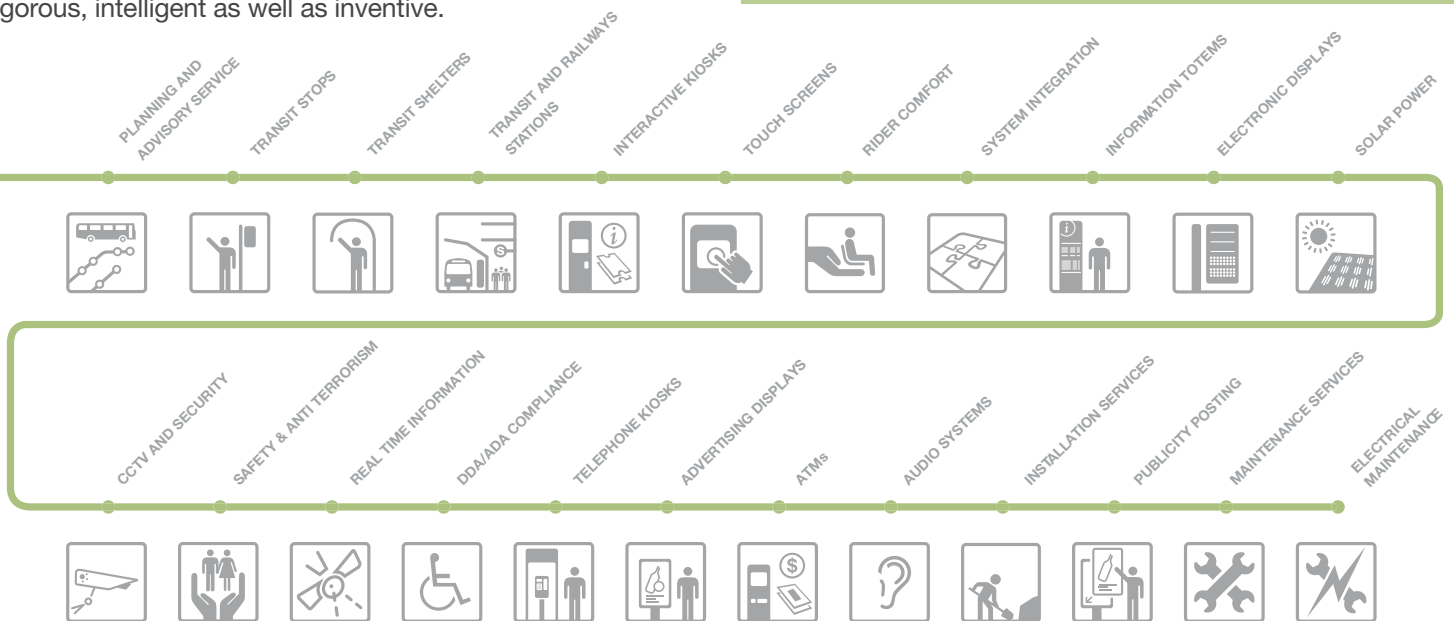 gorous, intelligent as well as inventive.
PLANNING AND
ADVISORY SERVICE
TRANSIT STOPS
TRANSIT SHELTERS
TRANSIT AND RAILWAYS
STATIONS
INTERACTIVE KIOSKS
TOUCH SCREENS
RIDER COMFORT
SYSTEM INTEGRATION
INFORMATION TOTEMS
ELECTRONIC DISPLAYS
SOLAR POWER
i
$
i
CCTV AND SECURITY
SAFETY & ANTI TERRORISM
REAL TIME INFORMATION
DDA/ADA COMPLIANCE
TELEPHONE KIOSKS
ADVERTISING DISPLAYS
ATMs
AUDIO SYSTEMS
INSTALLATION SERVICES
PUBLICITY POSTING
MAINTENANCE SERVICES
ELECTRICAL
MAINTENANCE
$